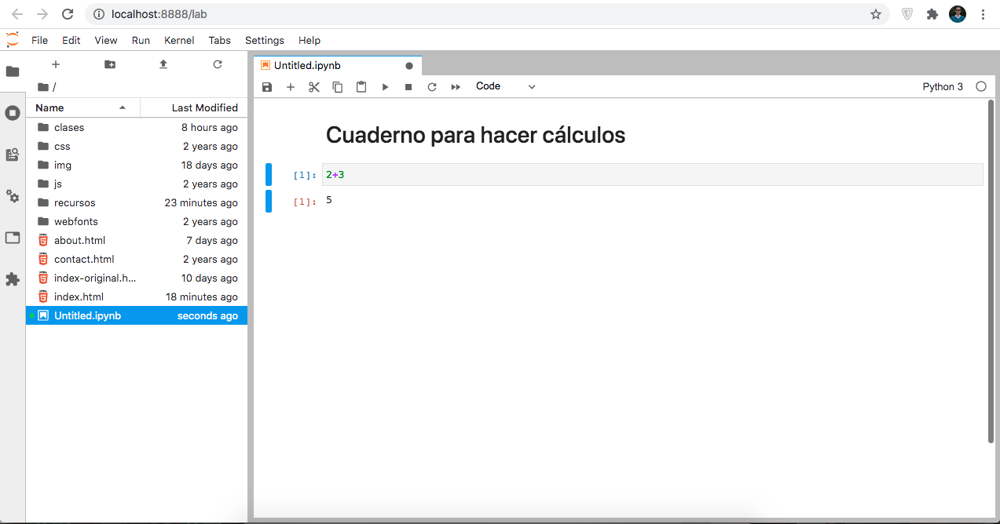 localhost:8888/lab
File Edit View Run Kernel Tabs Settings Help
Untitled.ipynb
/
Code
Python 3
Name Last Modified
clases 8 hours ago
css 2 years ago
img 18 days ago
js 2 years ago
recursos 23 minutes ago
webfonts 2 years ago
about.html 7 days ago
contact.html 2 years ago
index-original.h... 10 days ago
index.html 18 minutes ago
Untitled.ipynb seconds ago
Cuaderno para hacer cálculos
[1]: 2+3
[1]: 5